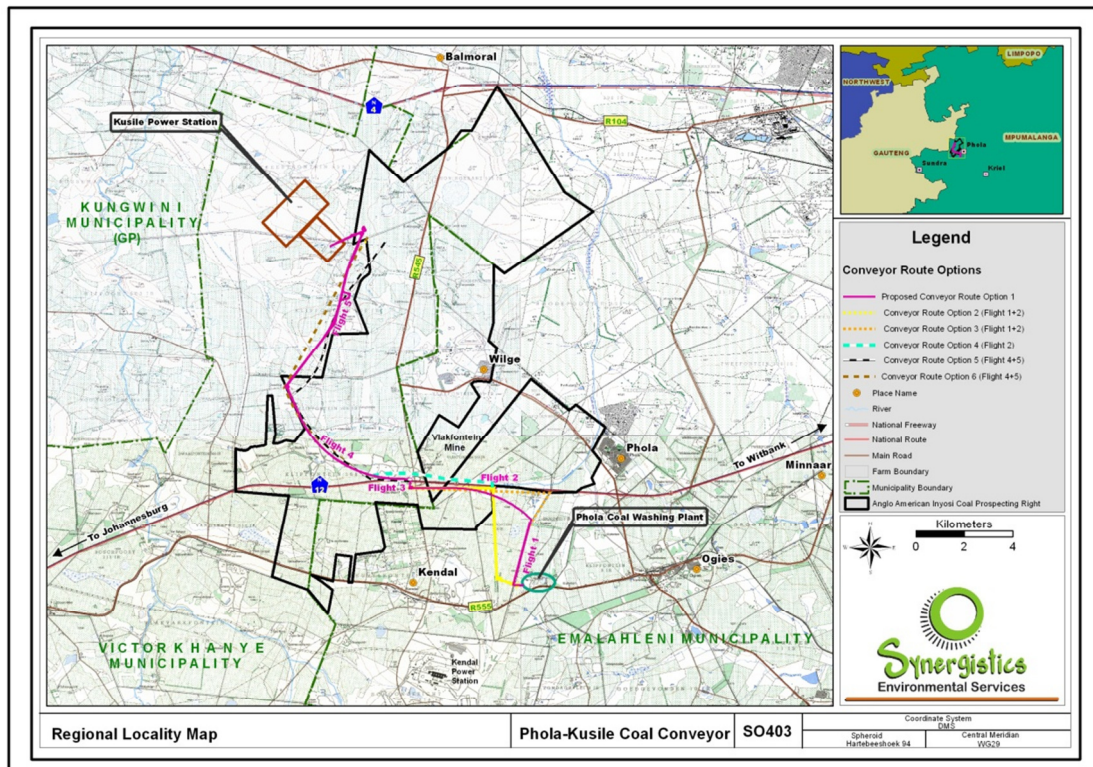 Balmoral
N
4
Kusile Power Station
R104
KUNGWINI
MUNICIPALITY
(GP)
R545
Flight 5
Wilge
Flight 4
Vlakfontein
Mine
Phola
To Witbank
Minnaar
Flight 2
Flight 3
N
12
To Johannesburg
Phola Coal Washing Plant
Flight 1
Ogies
Kendal
R555
VICTOR KHANYE
MUNICIPALITY
EMALAHLENI MUNICIPALITY
Kendal
Power
Station
LIMPOPO
NORTHWEST
MPUMALANGA
GAUTENG
Phola
Sundra
Kriel
Legend
Conveyor Route Options
Proposed Conveyor Route Option 1
Conveyor Route Option 2 (Flight 1+2)
Conveyor Route Option 3 (Flight 1+2)
Conveyor Route Option 4 (Flight 2)
Conveyor Route Option 5 (Flight 4+5)
Conveyor Route Option 6 (Flight 4+5)
Place Name
River
National Freeway
National Route
Main Road
Farm Boundary
Municipality Boundary
Anglo American Inyosi Coal Prospecting Right
Kilometers
0 2 4
Synergistics
Environmental Services
Regional Locality Map
Phola-Kusile Coal Conveyor
SO403
Coordinate System
DMS
Spheroid
Hartebeeshoek 94
Central Meridian
WG29